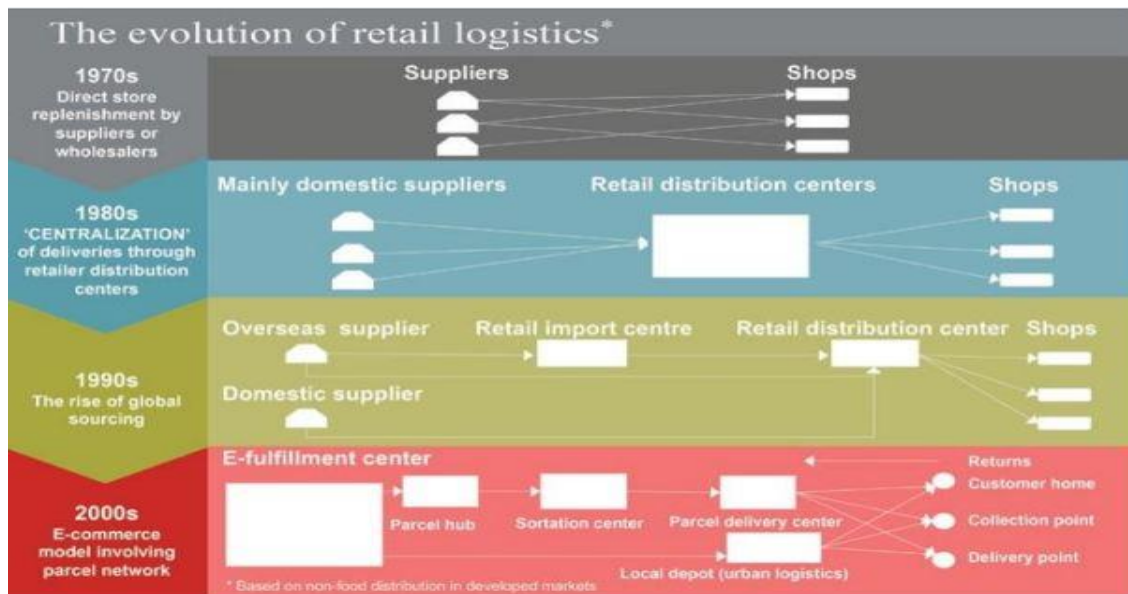 The evolution of retail logistics*
1970s
Direct store
replenishment by
suppliers or
wholesalers
Suppliers
Shops
1980s
‘CENTRALIZATION’
of deliveries through
retailer distribution
centers
Mainly domestic suppliers
Retail distribution centers
Shops
1990s
The rise of global
sourcing
Overseas supplier
Retail import centre
Retail distribution center
Shops
Domestic supplier
2000s
E-commerce
model involving
parcel network
E-fulfillment center
Parcel hub
Sortation center
Parcel delivery center
Local depot (urban logistics)
Returns
Customer home
Collection point
Delivery point
* Based on non-food distribution in developed markets